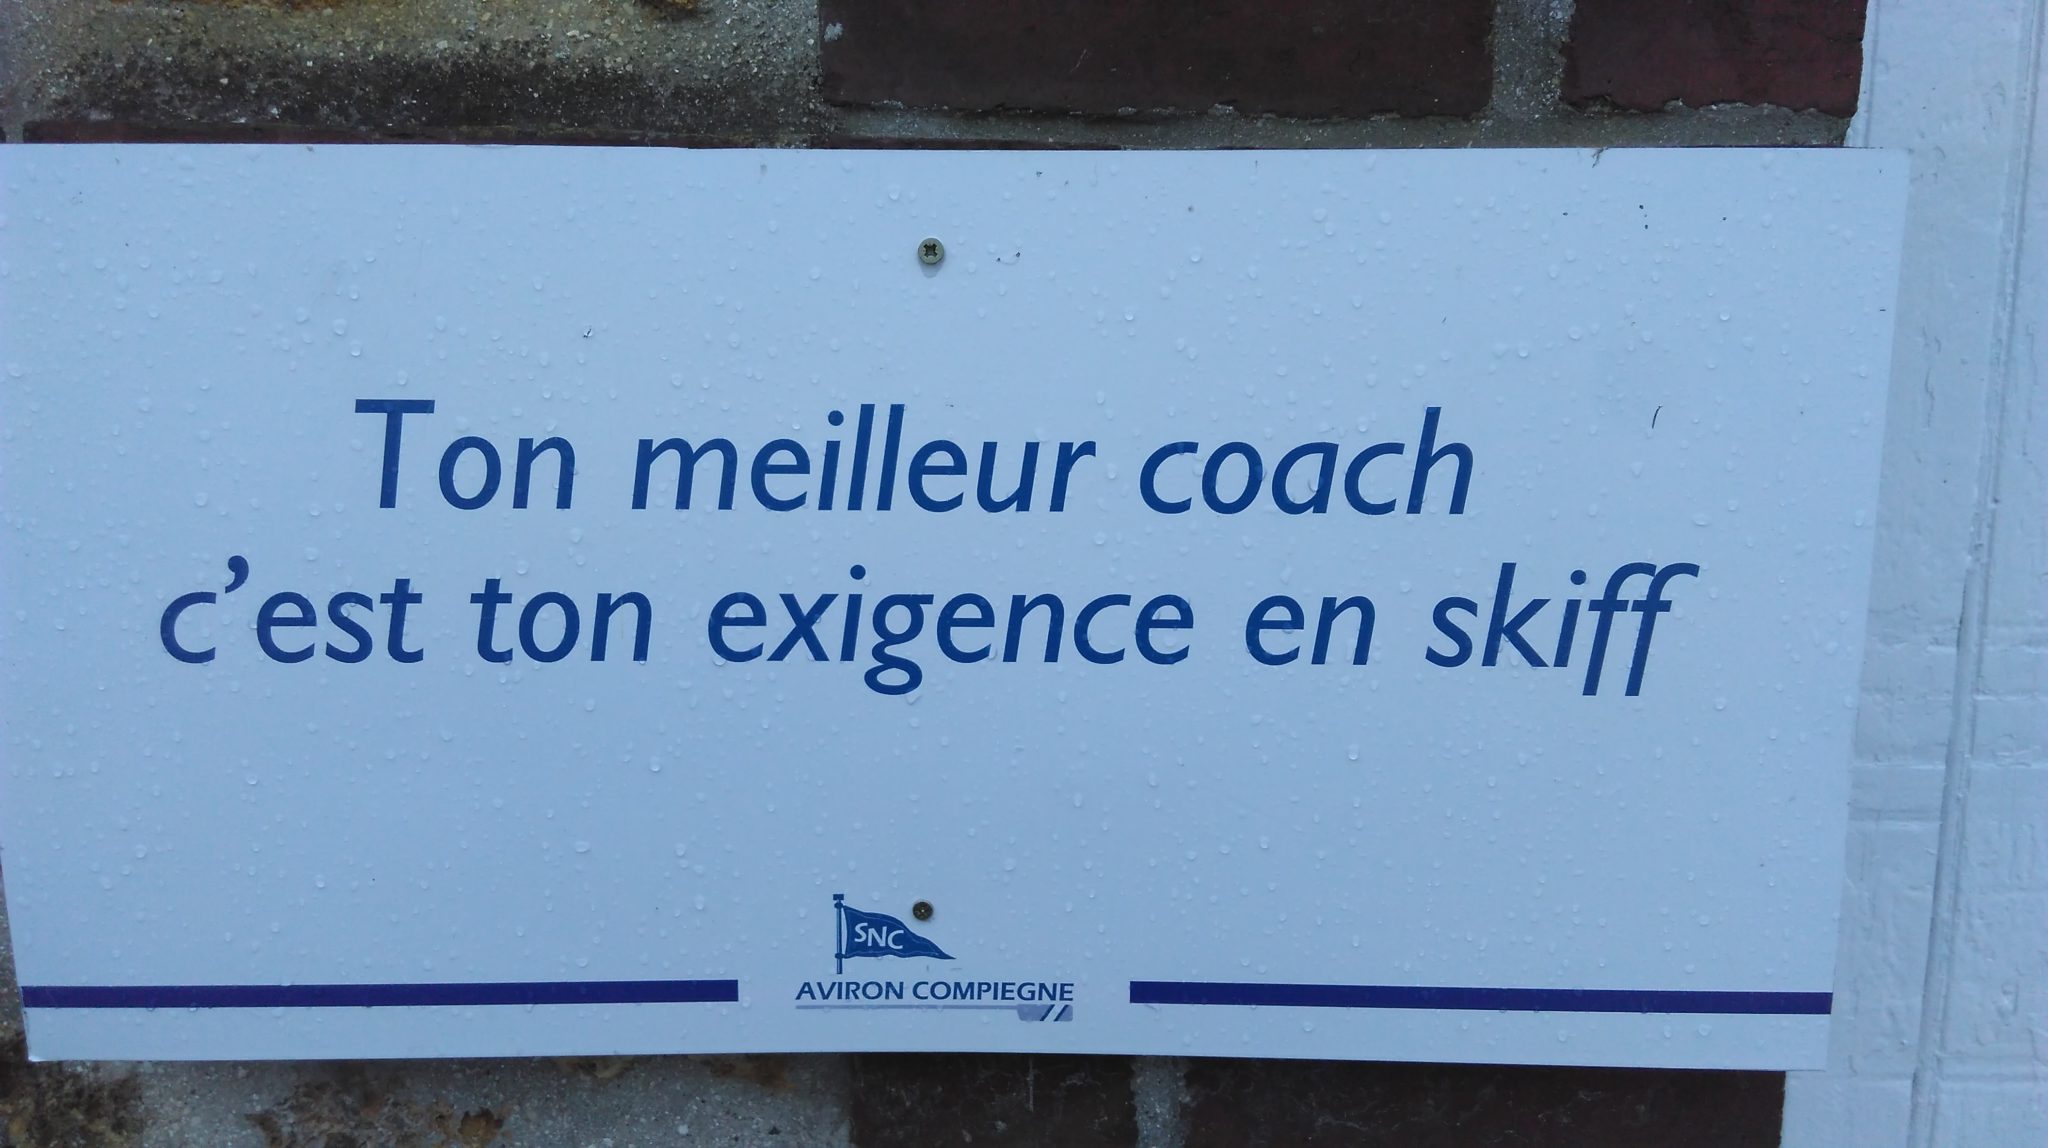 Ton meilleur coach
c'est ton exigence en skiff
SNC
AVIRON COMPIEGNE